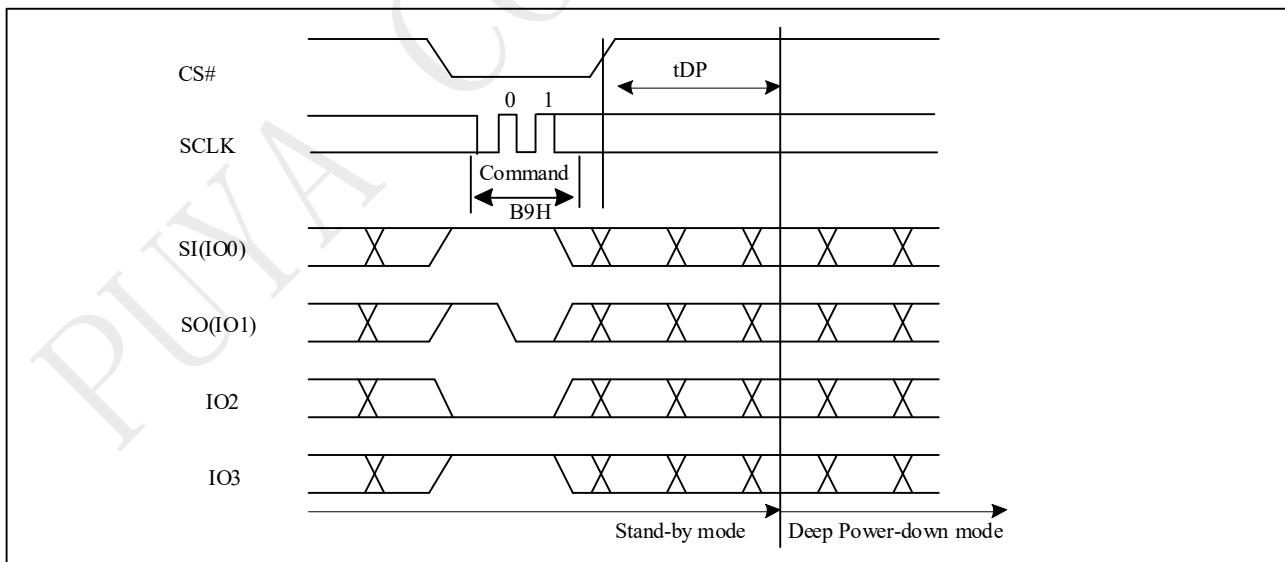 PUYA CO
CS#
tDP
0 1
SCLK
Command
B9H
SI(IO0)
SO(IO1)
IO2
IO3
Stand-by mode
Deep Power-down mode